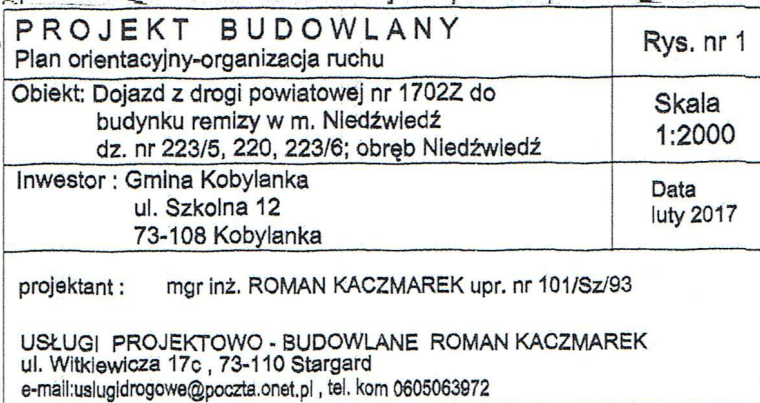 PROJEKT BUDOWLANY
Plan orientacyjny-organizacja ruchu
Rys. nr 1
Obiekt: Dojazd z drogi powiatowej nr 1702Z do
budynku remizy w m. Niedźwiedź
dz. nr 223/5, 220, 223/6; obręb Niedźwiedź
Skala
1:2000
Inwestor : Gmina Kobylanka
ul. Szkolna 12
73-108 Kobylanka
Data
luty 2017
projektant : mgr inż. ROMAN KACZMAREK upr. nr 101/Sz/93
USŁUGI PROJEKTOWO - BUDOWLANE ROMAN KACZMAREK
ul. Witkiewicza 17c , 73-110 Stargard
e-mail:uslugidrogowe@poczta.onet.pl , tel. kom 0605063972